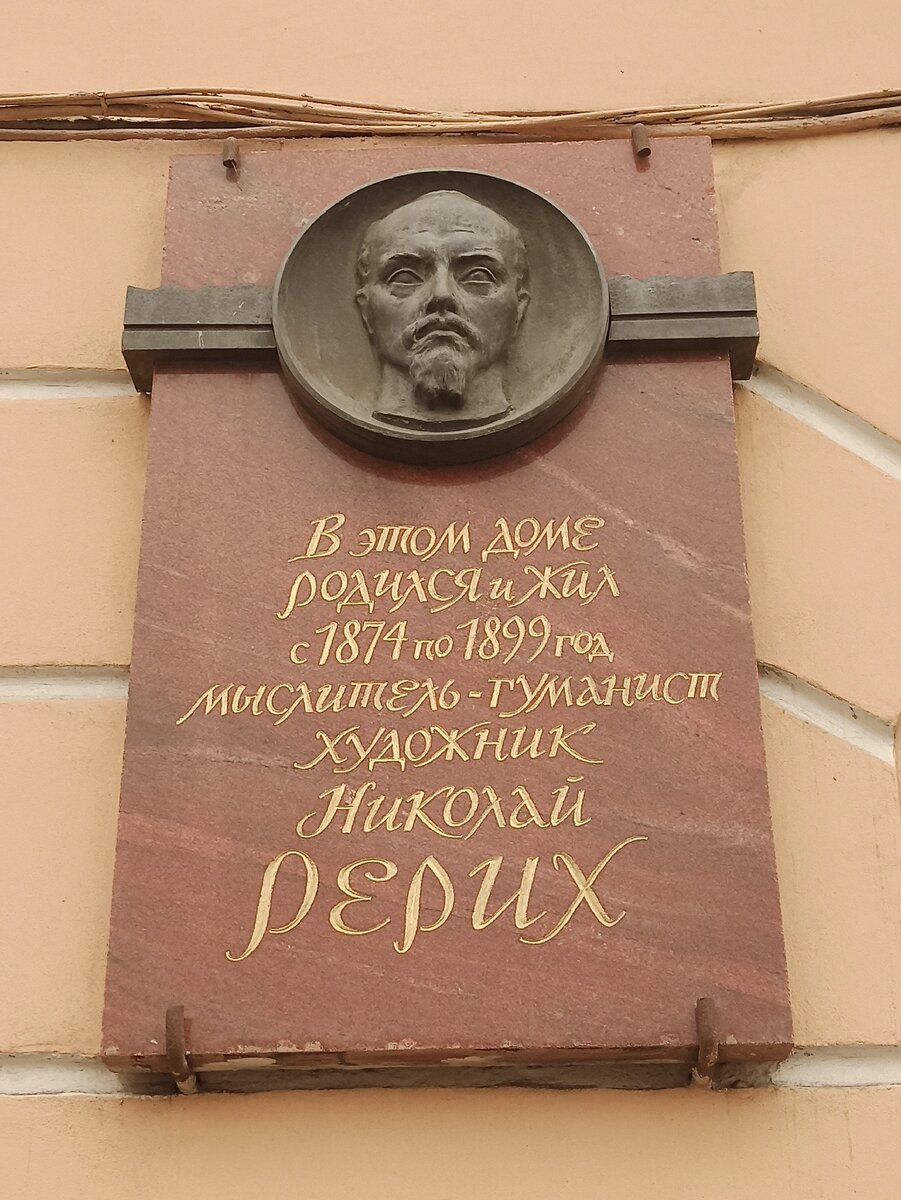 В этом доме
родился и жил
с 1874 по 1899 год
мыслитель-гуманист
художник
Николай
Рерих